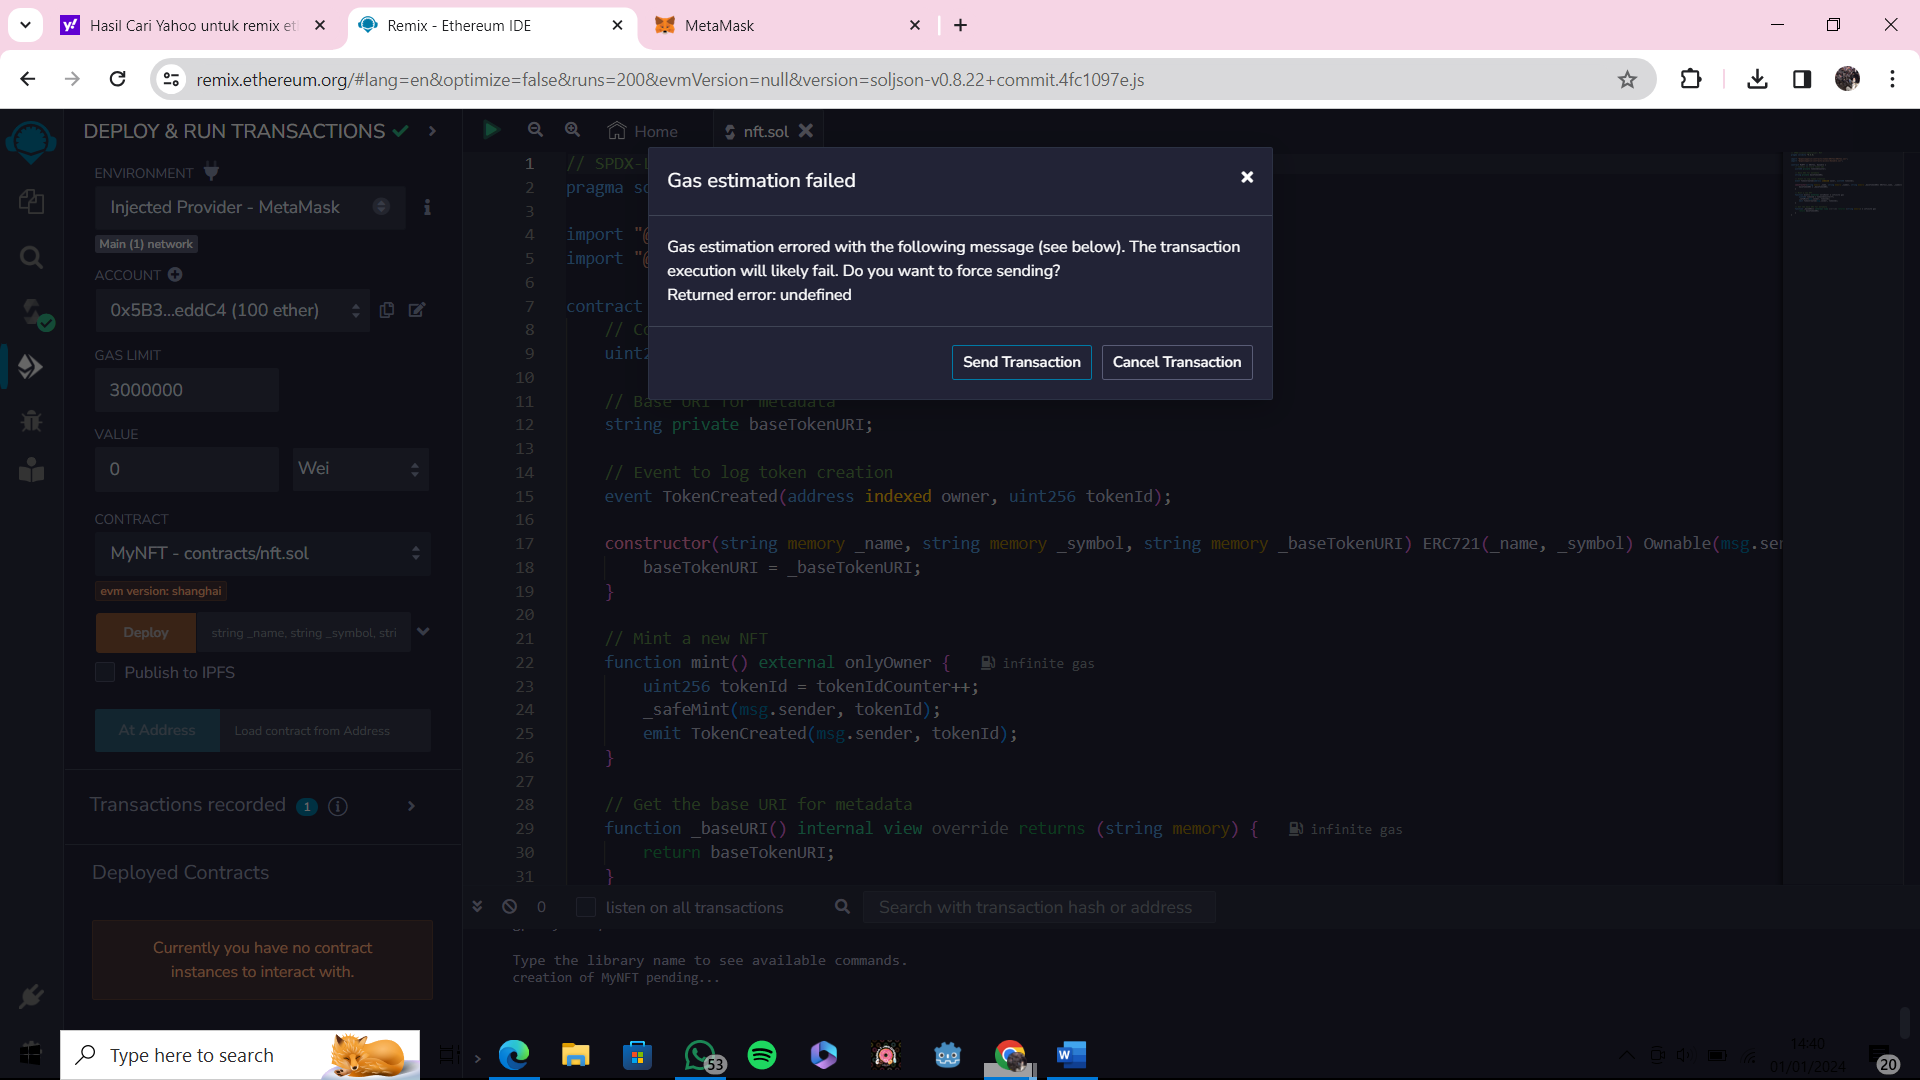 Hasil Cari Yahoo untuk remix et
Remix - Ethereum IDE
MetaMask
remix.ethereum.org/#lang=en&optimize=false&runs=200&evmVersion=null&version=soljson-v0.8.22+commit.4fc1097e.js
DEPLOY & RUN TRANSACTIONS
Home
nft.sol
ENVIRONMENT
Injected Provider - MetaMask
Main (1) network
ACCOUNT
0x5B3...eddC4 (100 ether)
GAS LIMIT
3000000
VALUE
0
Wei
CONTRACT
MyNFT - contracts/nft.sol
evm version: shanghai
Deploy
string _name, string _symbol, stri
Publish to IPFS
At Address
Load contract from Address
Transactions recorded 1
Deployed Contracts
Currently you have no contract
instances to interact with.
Gas estimation failed
Gas estimation errored with the following message (see below). The transaction
execution will likely fail. Do you want to force sending?
Returned error: undefined
Send Transaction
Cancel Transaction
1 // SPDX-L
2 pragma so
3
4 import "@
5 import "@
6
7 contract
8 // Co
9 uint2
10
11 // Base URI for metadata
12 string private baseTokenURI;
13
14 // Event to log token creation
15 event TokenCreated(address indexed owner, uint256 tokenId);
16
17 constructor(string memory _name, string memory _symbol, string memory _baseTokenURI) ERC721(_name, _symbol) Ownable(msg.sen
18 baseTokenURI = _baseTokenURI;
19 }
20
21 // Mint a new NFT
22 function mint() external onlyOwner { infinite gas
23 uint256 tokenId = tokenIdCounter++;
24 _safeMint(msg.sender, tokenId);
25 emit TokenCreated(msg.sender, tokenId);
26 }
27
28 // Get the base URI for metadata
29 function _baseURI() internal view override returns (string memory) { infinite gas
30 return baseTokenURI;
31 }
0
listen on all transactions
Search with transaction hash or address
Type the library name to see available commands.
creation of MyNFT pending...
Type here to search
53
14:40
01/01/2024
20